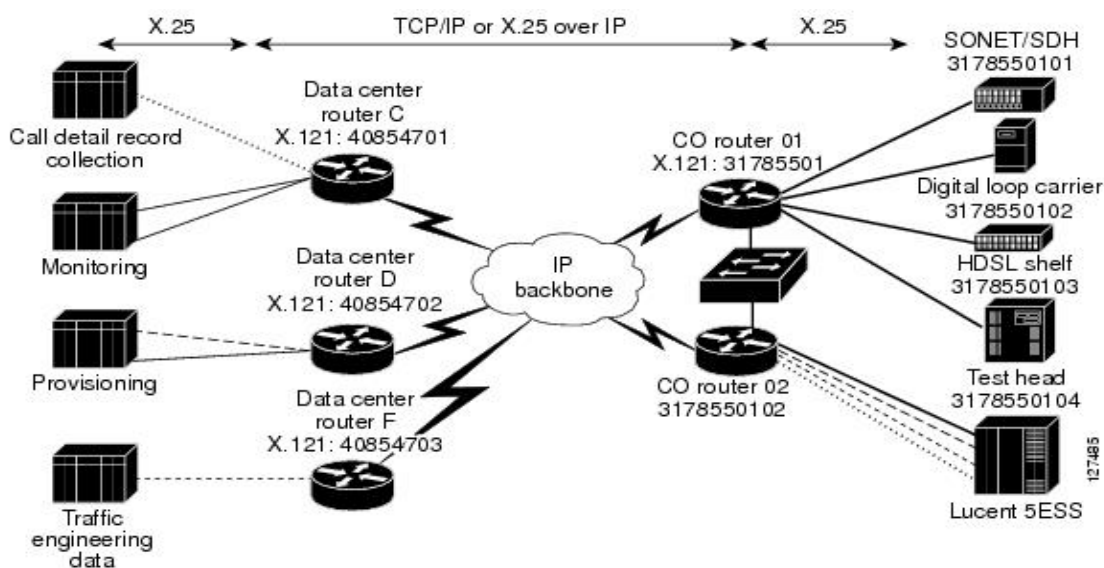 X.25
TCP/IP or X.25 over IP
X.25
Call detail record
collection
Monitoring
Provisioning
Traffic
engineering
data
Data center
router C
X.121: 40854701
Data center
router D
X.121: 40854702
Data center
router F
X.121: 40854703
IP
backbone
CO router 01
X.121: 31785501
CO router 02
3178550102
SONET/SDH
3178550101
Digital loop carrier
3178550102
HDSL shelf
3178550103
Test head
3178550104
Lucent 5ESS
127485